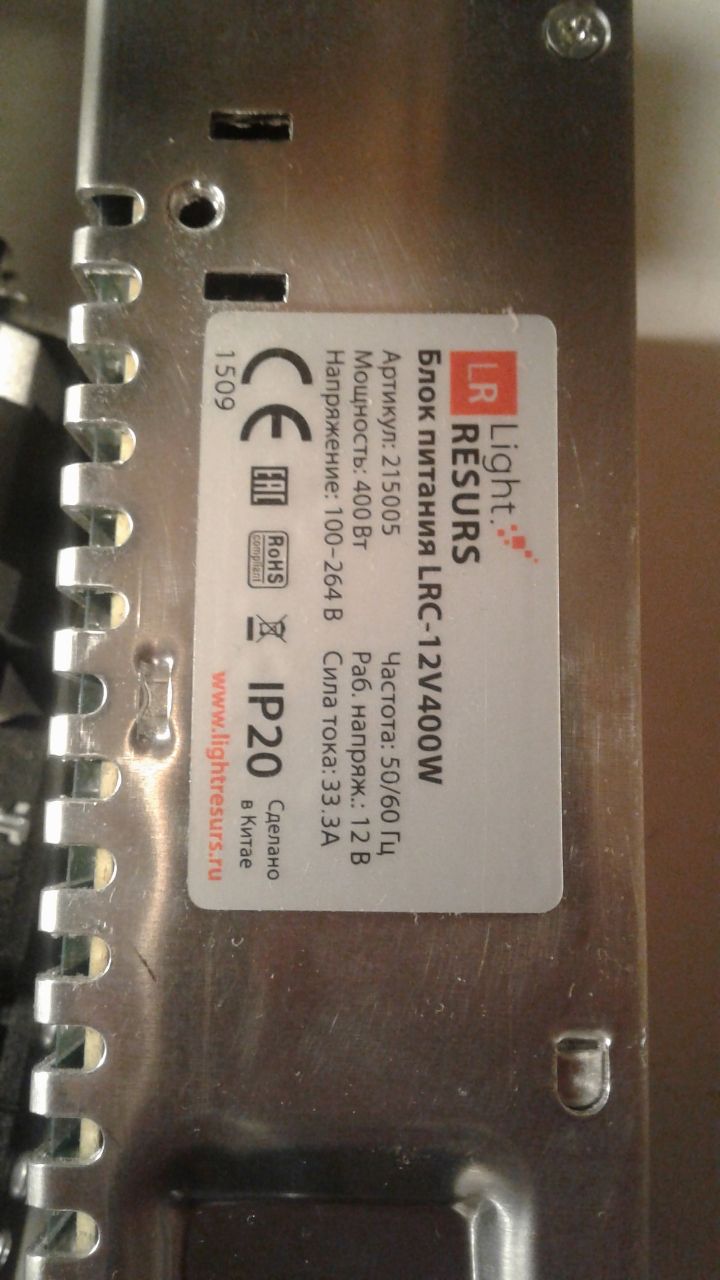 LR Light.
RESURS
Блок питания LRC-12V400W
Артикул: 215005 Частота: 50/60 Гц
Мощность: 400 Вт Раб. напряж.: 12 В
Напряжение: 100-264 В Сила тока: 33.3А
CE EAC RoHS compliant IP20 Сделано в Китае
1509 www.lightresurs.ru